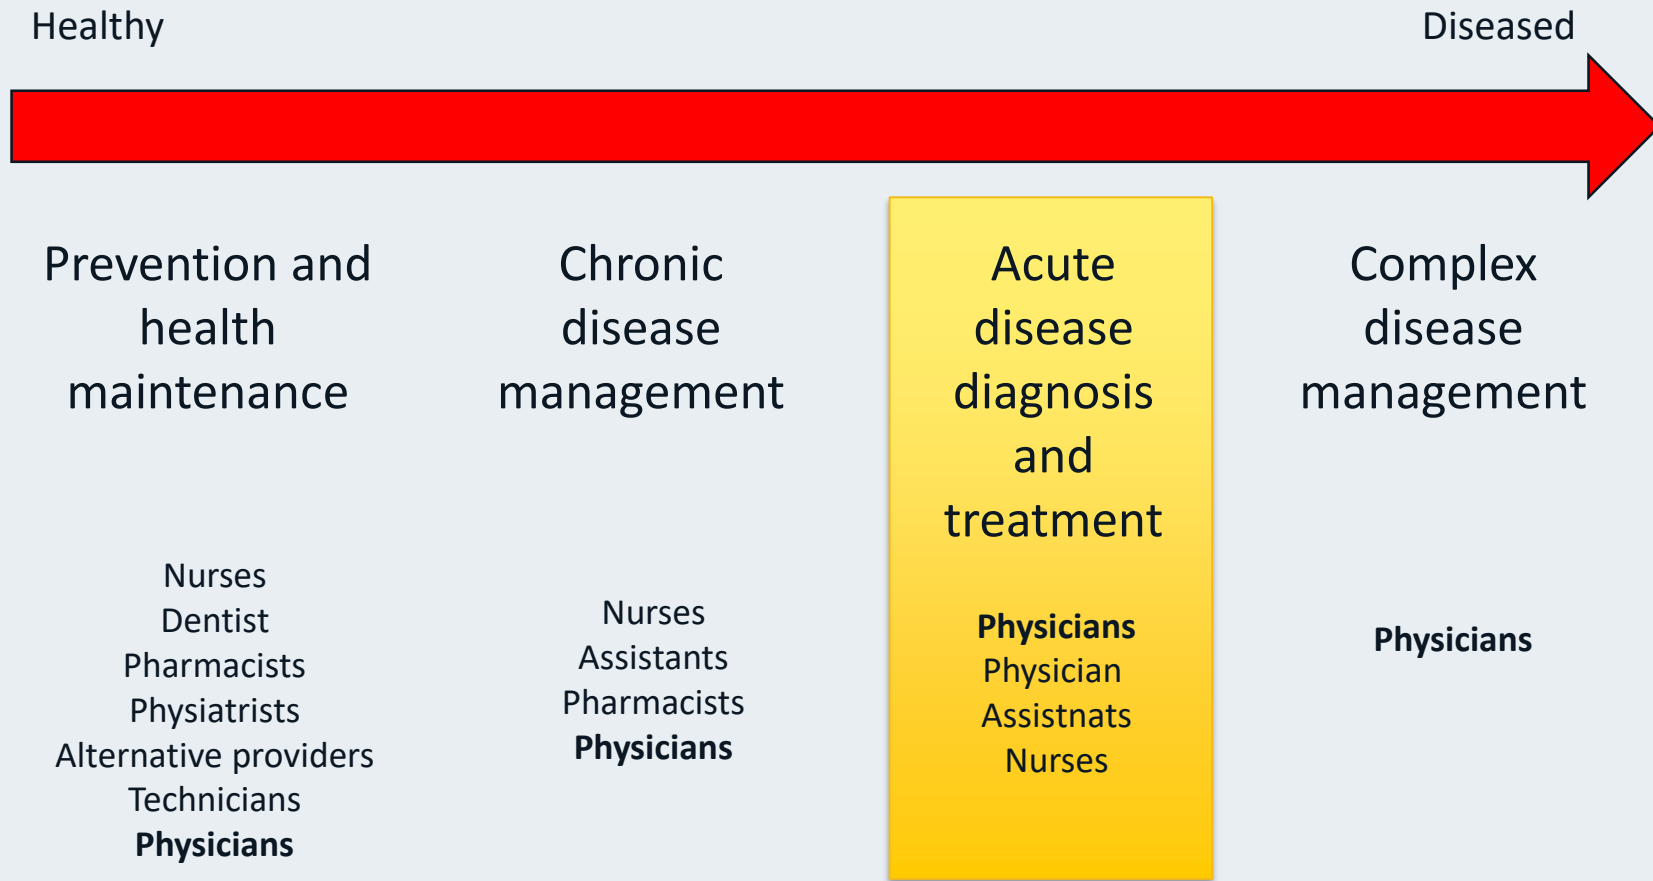 Healthy
Diseased
Prevention and
health
maintenance
Nurses
Dentist
Pharmacists
Physiatrists
Alternative providers
Technicians
Physicians
Chronic
disease
management
Nurses
Assistants
Pharmacists
Physicians
Acute
disease
diagnosis
and
treatment
Physicians
Physician
Assistnats
Nurses
Complex
disease
management
Physicians